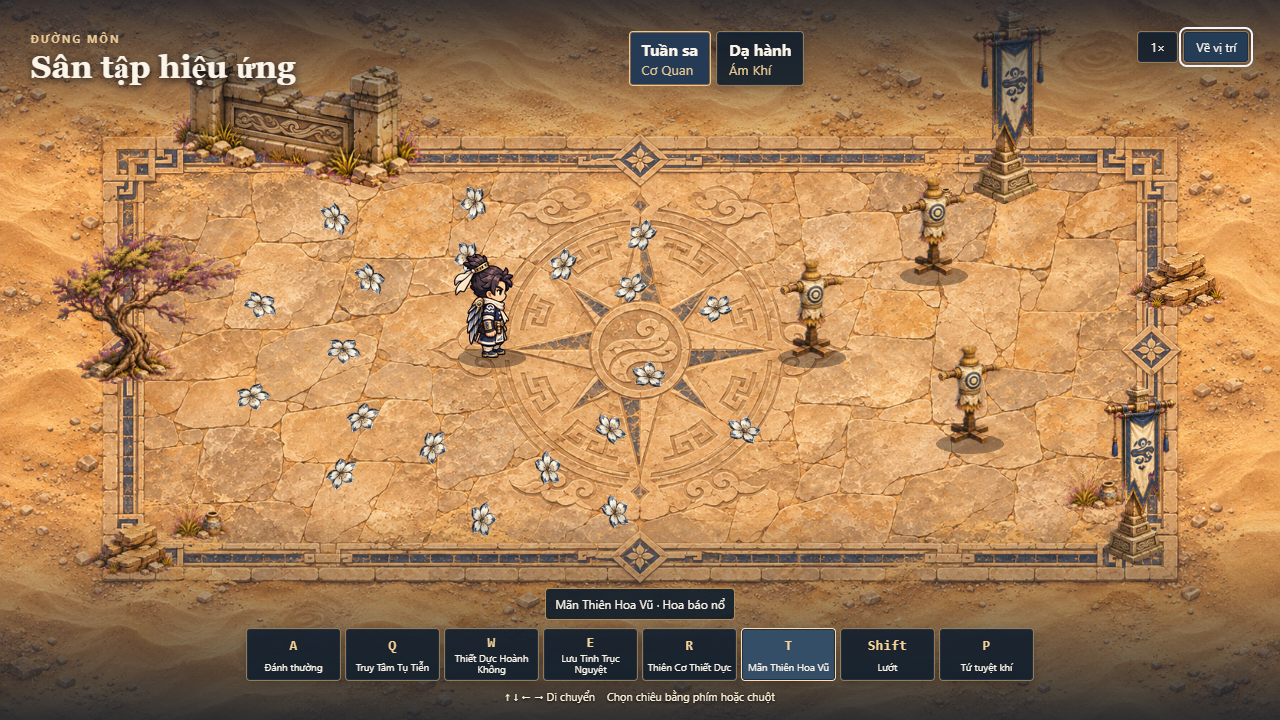 ĐƯỜNG MÔN
Sân tập hiệu ứng
Tuần sa
Cơ Quan
Dạ hành
Ám Khí
1×
Về vị trí
Mãn Thiên Hoa Vũ · Hoa báo nổ
A
Đánh thường
Q
Truy Tâm Tụ Tiễn
W
Thiết Dực Hoành
Không
E
Lưu Tinh Trục
Nguyệt
R
Thiên Cơ Thiết Dực
T
Mãn Thiên Hoa Vũ
Shift
Lướt
P
Tứ tuyệt khí
↑ ↓ ← → Di chuyển Chọn chiêu bằng phím hoặc chuột